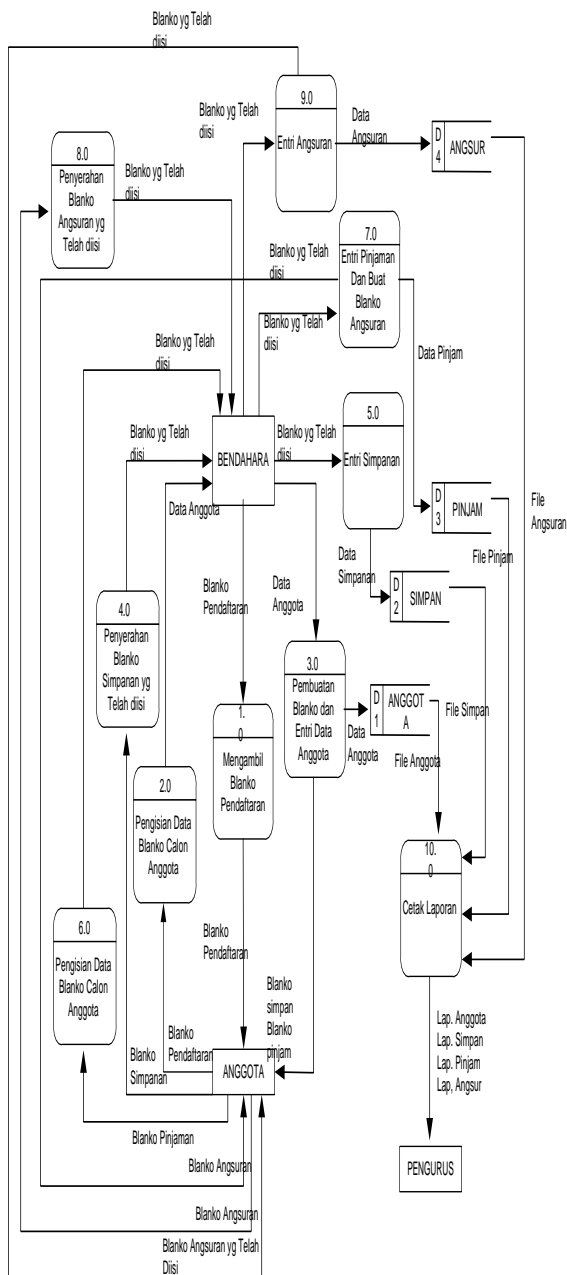 Blanko yg Telah
diisi
9.0
Entri Angsuran
Blanko yg Telah
diisi
Data
Angsuran
D
4
ANGSUR
8.0
Penyerahan
Blanko
Angsuran yg
Telah diisi
Blanko yg Telah
diisi
7.0
Entri Pinjaman
Dan Buat
Blanko
Angsuran
Blanko yg Telah
diisi
Blanko yg Telah
diisi
Data Pinjam
Blanko yg Telah
diisi
5.0
Entri Simpanan
Blanko yg Telah
diisi
BENDAHARA
Blanko yg Telah
diisi
Data Anggota
D
3
PINJAM
File
Angsuran
File Pinjam
Data
Simpanan
D
2
SIMPAN
Blanko
Pendaftaran
Data
Anggota
4.0
Penyerahan
Blanko
Simpanan yg
Telah diisi
3.0
Pembuatan
Blanko dan
Entri Data
Anggota
D
1
ANGGOT
A
Data
Anggota
File Simpan
File Anggota
1.
0
Mengambil
Blanko
Pendaftaran
2.0
Pengisian Data
Blanko Calon
Anggota
10.
0
Cetak Laporan
6.0
Pengisian Data
Blanko Calon
Anggota
Blanko
Pendaftaran
Blanko
simpan
Blanko
pinjam
Blanko
Pendaftaran
Blanko
Simpanan
ANGGOTA
Lap. Anggota
Lap. Simpan
Lap. Pinjam
Lap, Angsur
Blanko Pinjaman
Blanko Angsuran
PENGURUS
Blanko Angsuran
Blanko Angsuran yg Telah
Diisi